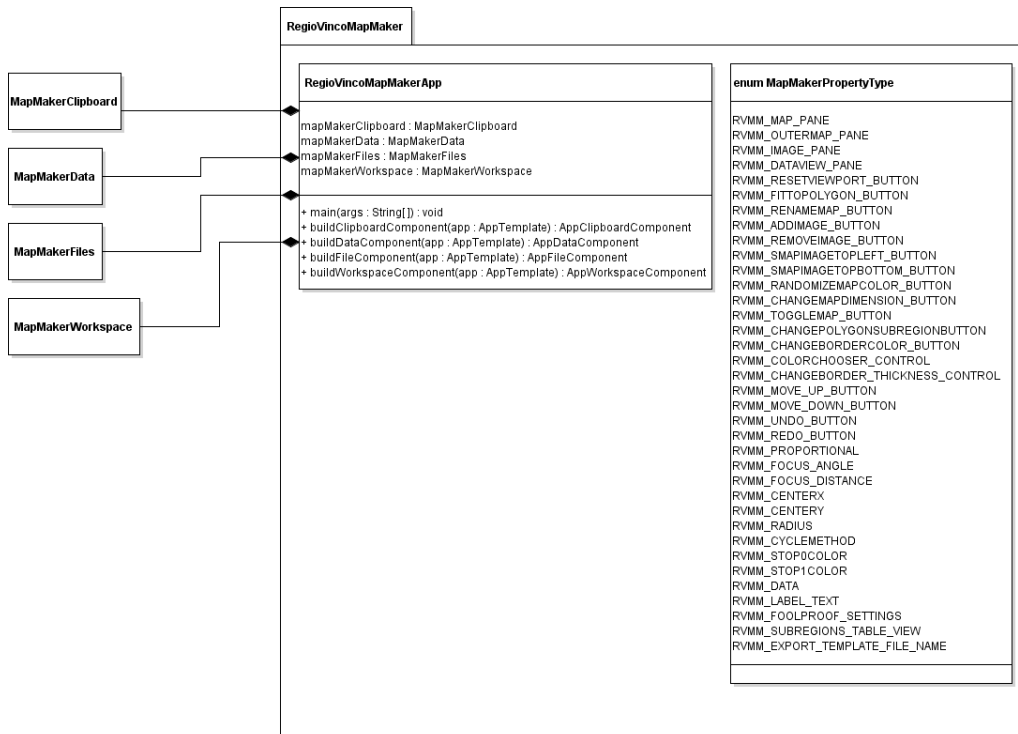 RegioVincoMapMaker
MapMakerClipboard
MapMakerData
MapMakerFiles
MapMakerWorkspace
RegioVincoMapMakerApp
mapMakerClipboard : MapMakerClipboard
mapMakerData : MapMakerData
mapMakerFiles : MapMakerFiles
mapMakerWorkspace : MapMakerWorkspace
+ main(args : String[]) : void
+ buildClipboardComponent(app : AppTemplate) : AppClipboardComponent
+ buildDataComponent(app : AppTemplate) : AppDataComponent
+ buildFileComponent(app : AppTemplate) : AppFileComponent
+ buildWorkspaceComponent(app : AppTemplate) : AppWorkspaceComponent
enum MapMakerPropertyType
RVMM_MAP_PANE
RVMM_OUTERMAP_PANE
RVMM_IMAGE_PANE
RVMM_DATAVIEW_PANE
RVMM_RESETVIEWPORT_BUTTON
RVMM_FITTOPOLYGON_BUTTON
RVMM_RENAMEMAP_BUTTON
RVMM_ADDIMAGE_BUTTON
RVMM_REMOVEIMAGE_BUTTON
RVMM_SMAPIMAGETOPLEFT_BUTTON
RVMM_SMAPIMAGETOPBOTTOM_BUTTON
RVMM_RANDOMIZEMAPCOLOR_BUTTON
RVMM_CHANGEMAPDIMENSION_BUTTON
RVMM_TOGGLEMAP_BUTTON
RVMM_CHANGEPOLYGONSUBREGIONBUTTON
RVMM_CHANGEBORDERCOLOR_BUTTON
RVMM_COLORCHOOSER_CONTROL
RVMM_CHANGEBORDER_THICKNESS_CONTROL
RVMM_MOVE_UP_BUTTON
RVMM_MOVE_DOWN_BUTTON
RVMM_UNDO_BUTTON
RVMM_REDO_BUTTON
RVMM_PROPORTIONAL
RVMM_FOCUS_ANGLE
RVMM_FOCUS_DISTANCE
RVMM_CENTERX
RVMM_CENTERY
RVMM_RADIUS
RVMM_CYCLEMETHOD
RVMM_STOP0COLOR
RVMM_STOP1COLOR
RVMM_DATA
RVMM_LABEL_TEXT
RVMM_FOOLPROOF_SETTINGS
RVMM_SUBREGIONS_TABLE_VIEW
RVMM_EXPORT_TEMPLATE_FILE_NAME